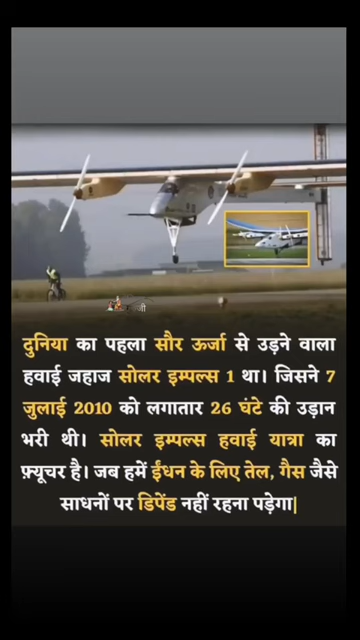 जी
दुनिया का पहला सौर ऊर्जा से उड़ने वाला
हवाई जहाज सोलर इम्पल्स 1 था। जिसने 7
जुलाई 2010 को लगातार 26 घंटे की उड़ान
भरी थी। सोलर इम्पल्स हवाई यात्रा का
फ़्यूचर है। जब हमें ईंधन के लिए तेल, गैस जैसे
साधनों पर डिपेंड नहीं रहना पड़ेगा|